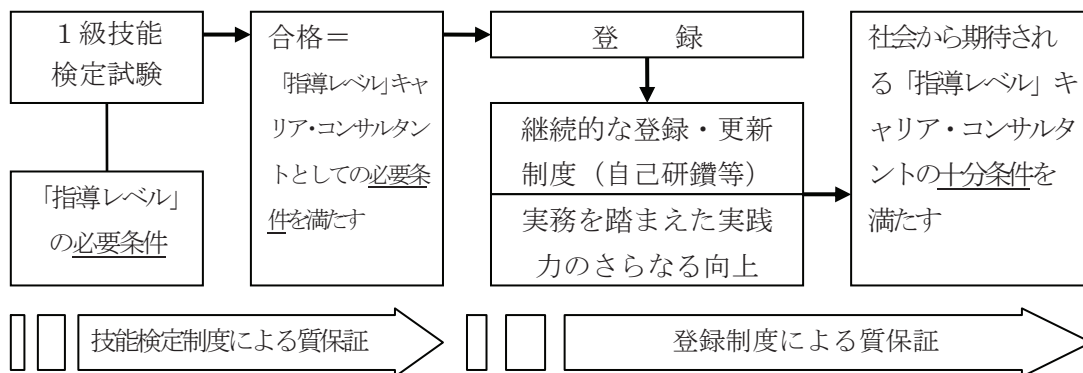 １級技能
検定試験
「指導レベル」
の必要条件
合格＝
「指導レベル」キャ
リア・コンサルタン
トとしての必要条
件を満たす
登　録
継続的な登録・更新
制度（自己研鑽等）
実務を踏まえた実践
力のさらなる向上
社会から期待され
る「指導レベル」キ
ャリア・コンサルタ
ントの十分条件を
満たす
技能検定制度による質保証
登録制度による質保証